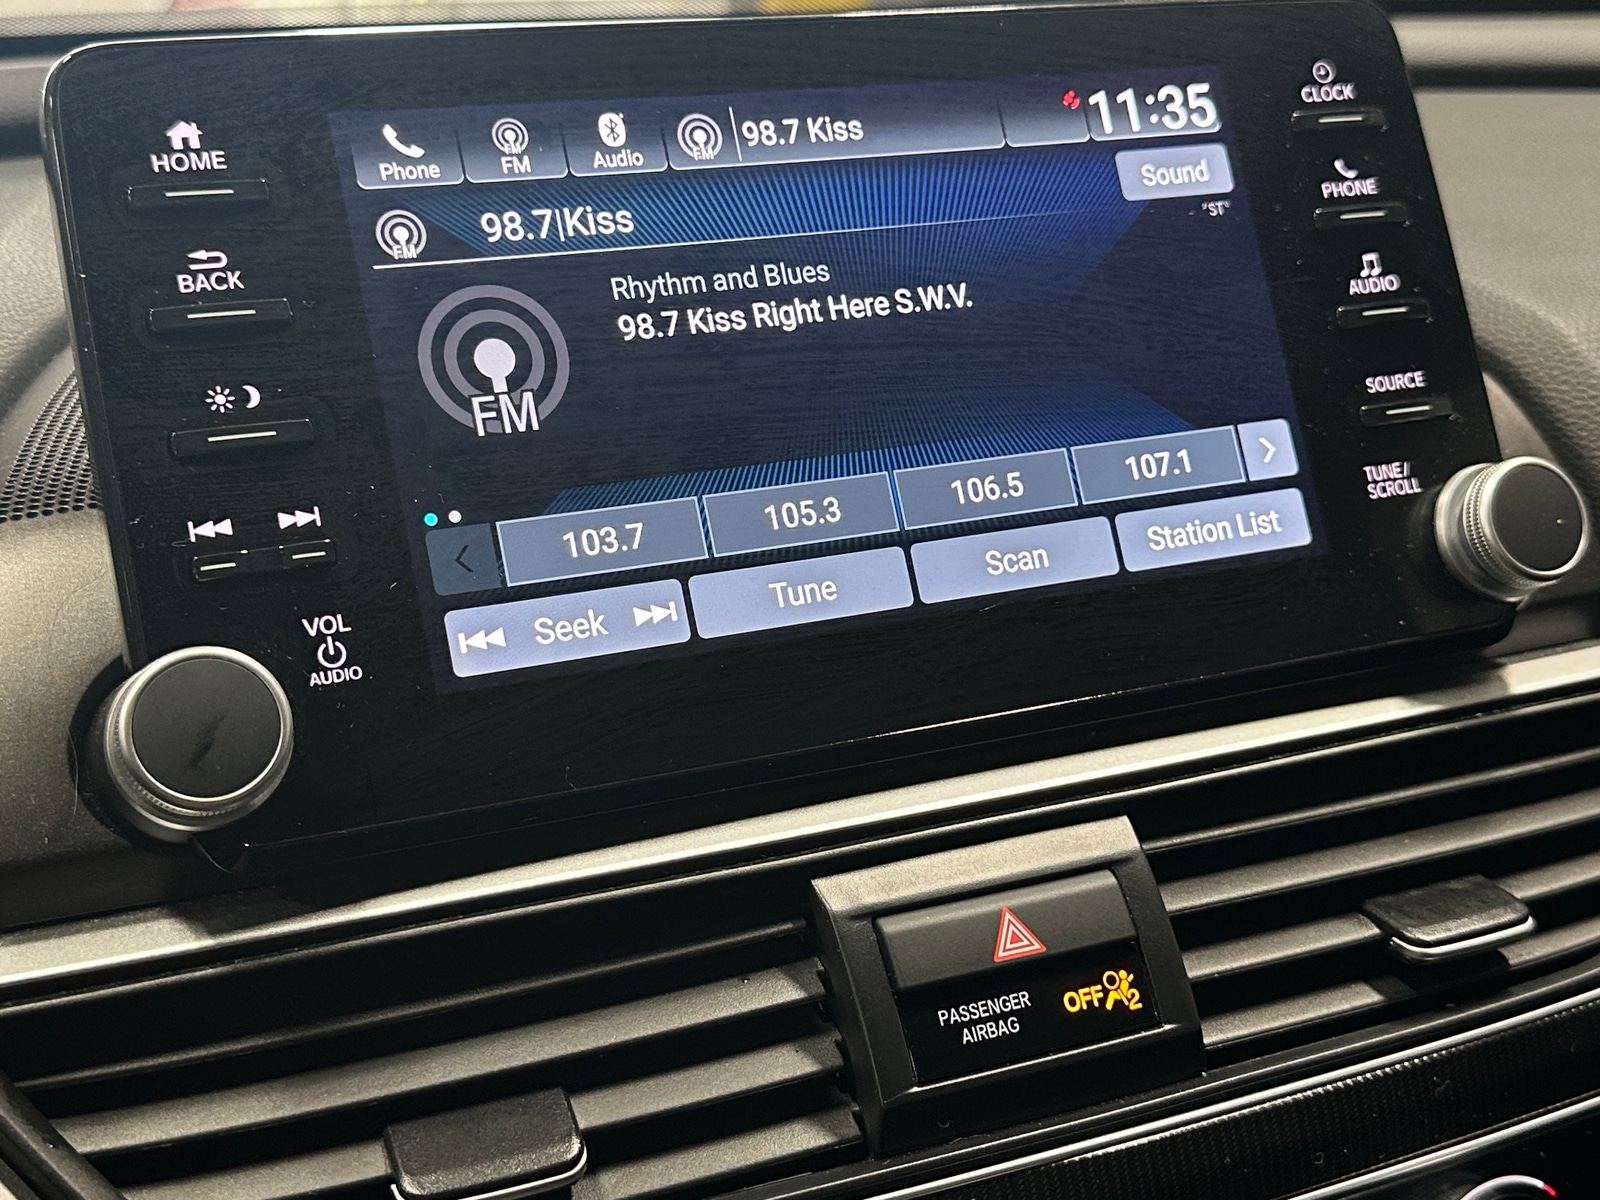 HOME
BACK
VOL
AUDIO
Phone
FM
FM
Audio
FM
98.7 Kiss
11:35
Sound
FM
98.7|Kiss
"ST"
Rhythm and Blues
98.7 Kiss Right Here S.W.V.
FM
103.7
105.3
106.5
107.1
Seek
Tune
Scan
Station List
CLOCK
PHONE
AUDIO
SOURCE
TUNE/
SCROLL
PASSENGER
AIRBAG
OFF
2